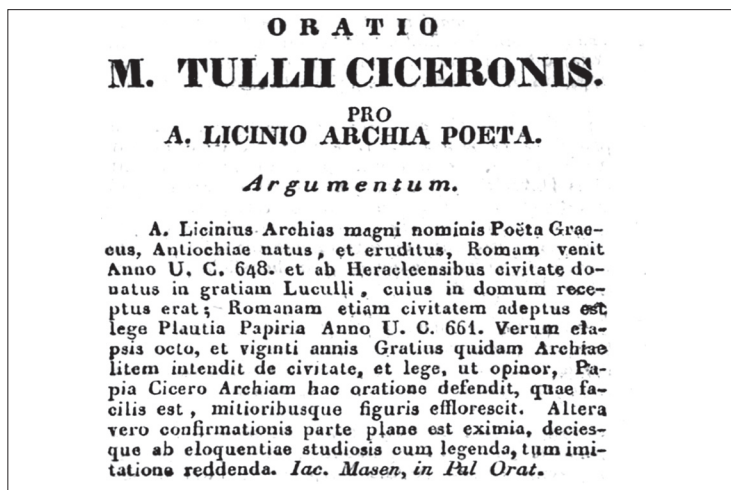 ORATIO
M. TULLII CICERONIS.
PRO
A. LICINIO ARCHIA POETA.
Argumentum.
A. Licinius Archias magni nominis Poëta Grae-
cus, Antiochiae natus, et eruditus, Romam venit
Anno U. C. 648. et ab Heracleensibus civitate do-
natus in gratiam Luculli, cuius in domum rece-
ptus erat; Romanam etiam civitatem adeptus est
lege Plautia Papiria Anno U. C. 661. Verum ela-
psis octo, et viginti annis Gratius quidam Archiae
litem intendit de civitate, et lege, ut opinor, Pa-
pia Cicero Archiam hac oratione defendit, quae fa-
cilis est, mitioribusque figuris efflorescit. Altera
vero confirmationis parte plane est eximia, decies-
que ab eloquentiae studiosis cum legenda, tum imi-
tatione reddenda. Iac. Masen, in Pal Orat.